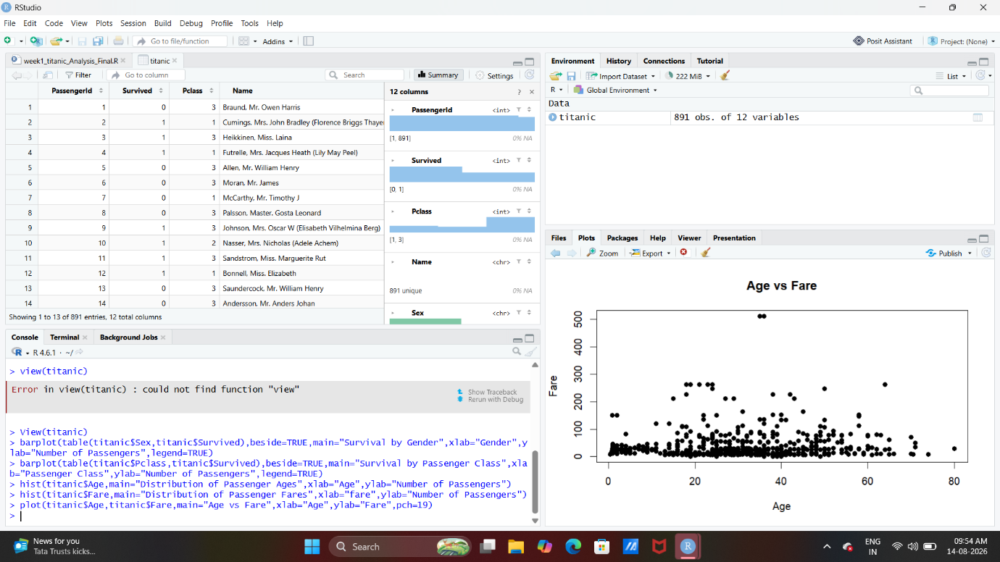 RStudio
File Edit Code View Plots Session Build Debug Profile Tools Help
Go to file/function Addins Posit Assistant Project: (None)
week1_titanic_Analysis_Final.R titanic
Filter Go to column Search Summary Settings
PassengerId Survived Pclass Name
1 1 0 3 Braund, Mr. Owen Harris
2 2 1 1 Cumings, Mrs. John Bradley (Florence Briggs Thayer
3 3 1 3 Heikkinen, Miss. Laina
4 4 1 1 Futrelle, Mrs. Jacques Heath (Lily May Peel)
5 5 0 3 Allen, Mr. William Henry
6 6 0 3 Moran, Mr. James
7 7 0 1 McCarthy, Mr. Timothy J
8 8 0 3 Palsson, Master. Gosta Leonard
9 9 1 3 Johnson, Mrs. Oscar W (Elisabeth Vilhelmina Berg)
10 10 1 2 Nasser, Mrs. Nicholas (Adele Achem)
11 11 1 3 Sandstrom, Miss. Marguerite Rut
12 12 1 1 Bonnell, Miss. Elizabeth
13 13 0 3 Saundercock, Mr. William Henry
14 14 0 3 Andersson, Mr. Anders Johan
Showing 1 to 13 of 891 entries, 12 total columns
12 columns ?
PassengerId <int>
[1, 891] 0% NA
Survived <int>
[0, 1] 0% NA
Pclass <int>
[1, 3] 0% NA
Name <chr>
891 unique 0% NA
Sex <chr>
Console Terminal Background Jobs
R 4.6.1 · ~/
> view(titanic)
Error in view(titanic) : could not find function "view"
Show Traceback
Rerun with Debug
> View(titanic)
> barplot(table(titanic$Sex,titanic$Survived),beside=TRUE,main="Survival by Gender",xlab="Gender",y
lab="Number of Passengers",legend=TRUE)
> barplot(table(titanic$Pclass,titanic$Survived),beside=TRUE,main="Survival by Passenger Class",xla
b="Passenger Class",ylab="Number of Passengers",legend=TRUE)
> hist(titanic$Age,main="Distribution of Passenger Ages",xlab="Age",ylab="Number of Passengers")
> hist(titanic$Fare,main="Distribution of Passenger Fares",xlab="fare",ylab="Number of Passengers")
> plot(titanic$Age,titanic$Fare,main="Age vs Fare",xlab="Age",ylab="Fare",pch=19)
>
Environment History Connections Tutorial
Import Dataset 222 MiB List
R Global Environment
Data
titanic 891 obs. of 12 variables
Files Plots Packages Help Viewer Presentation
Zoom Export Publish
Age vs Fare
Fare
500
400
300
200
100
0
0 20 40 60 80
Age
News for you
Tata Trusts kicks...
Search
ENG
IN
09:54 AM
14-08-2026